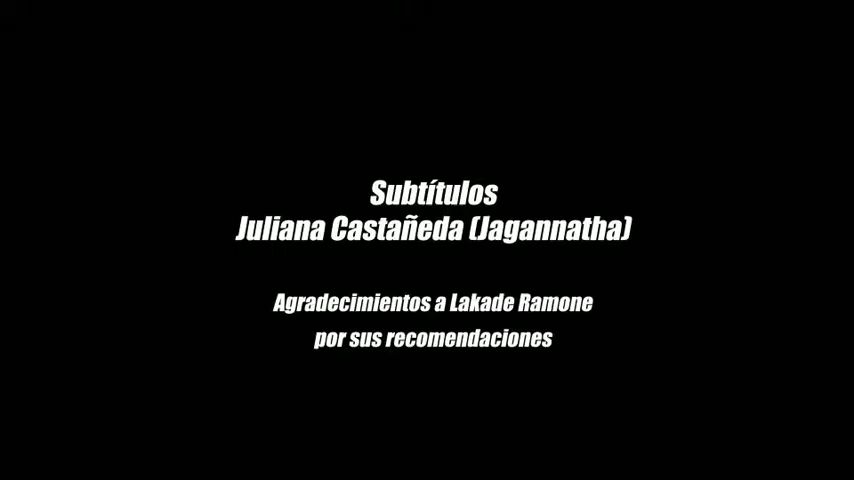 Subtítulos
Juliana Castañeda (Jagannatha)
Agradecimientos a Lakade Ramone
por sus recomendaciones